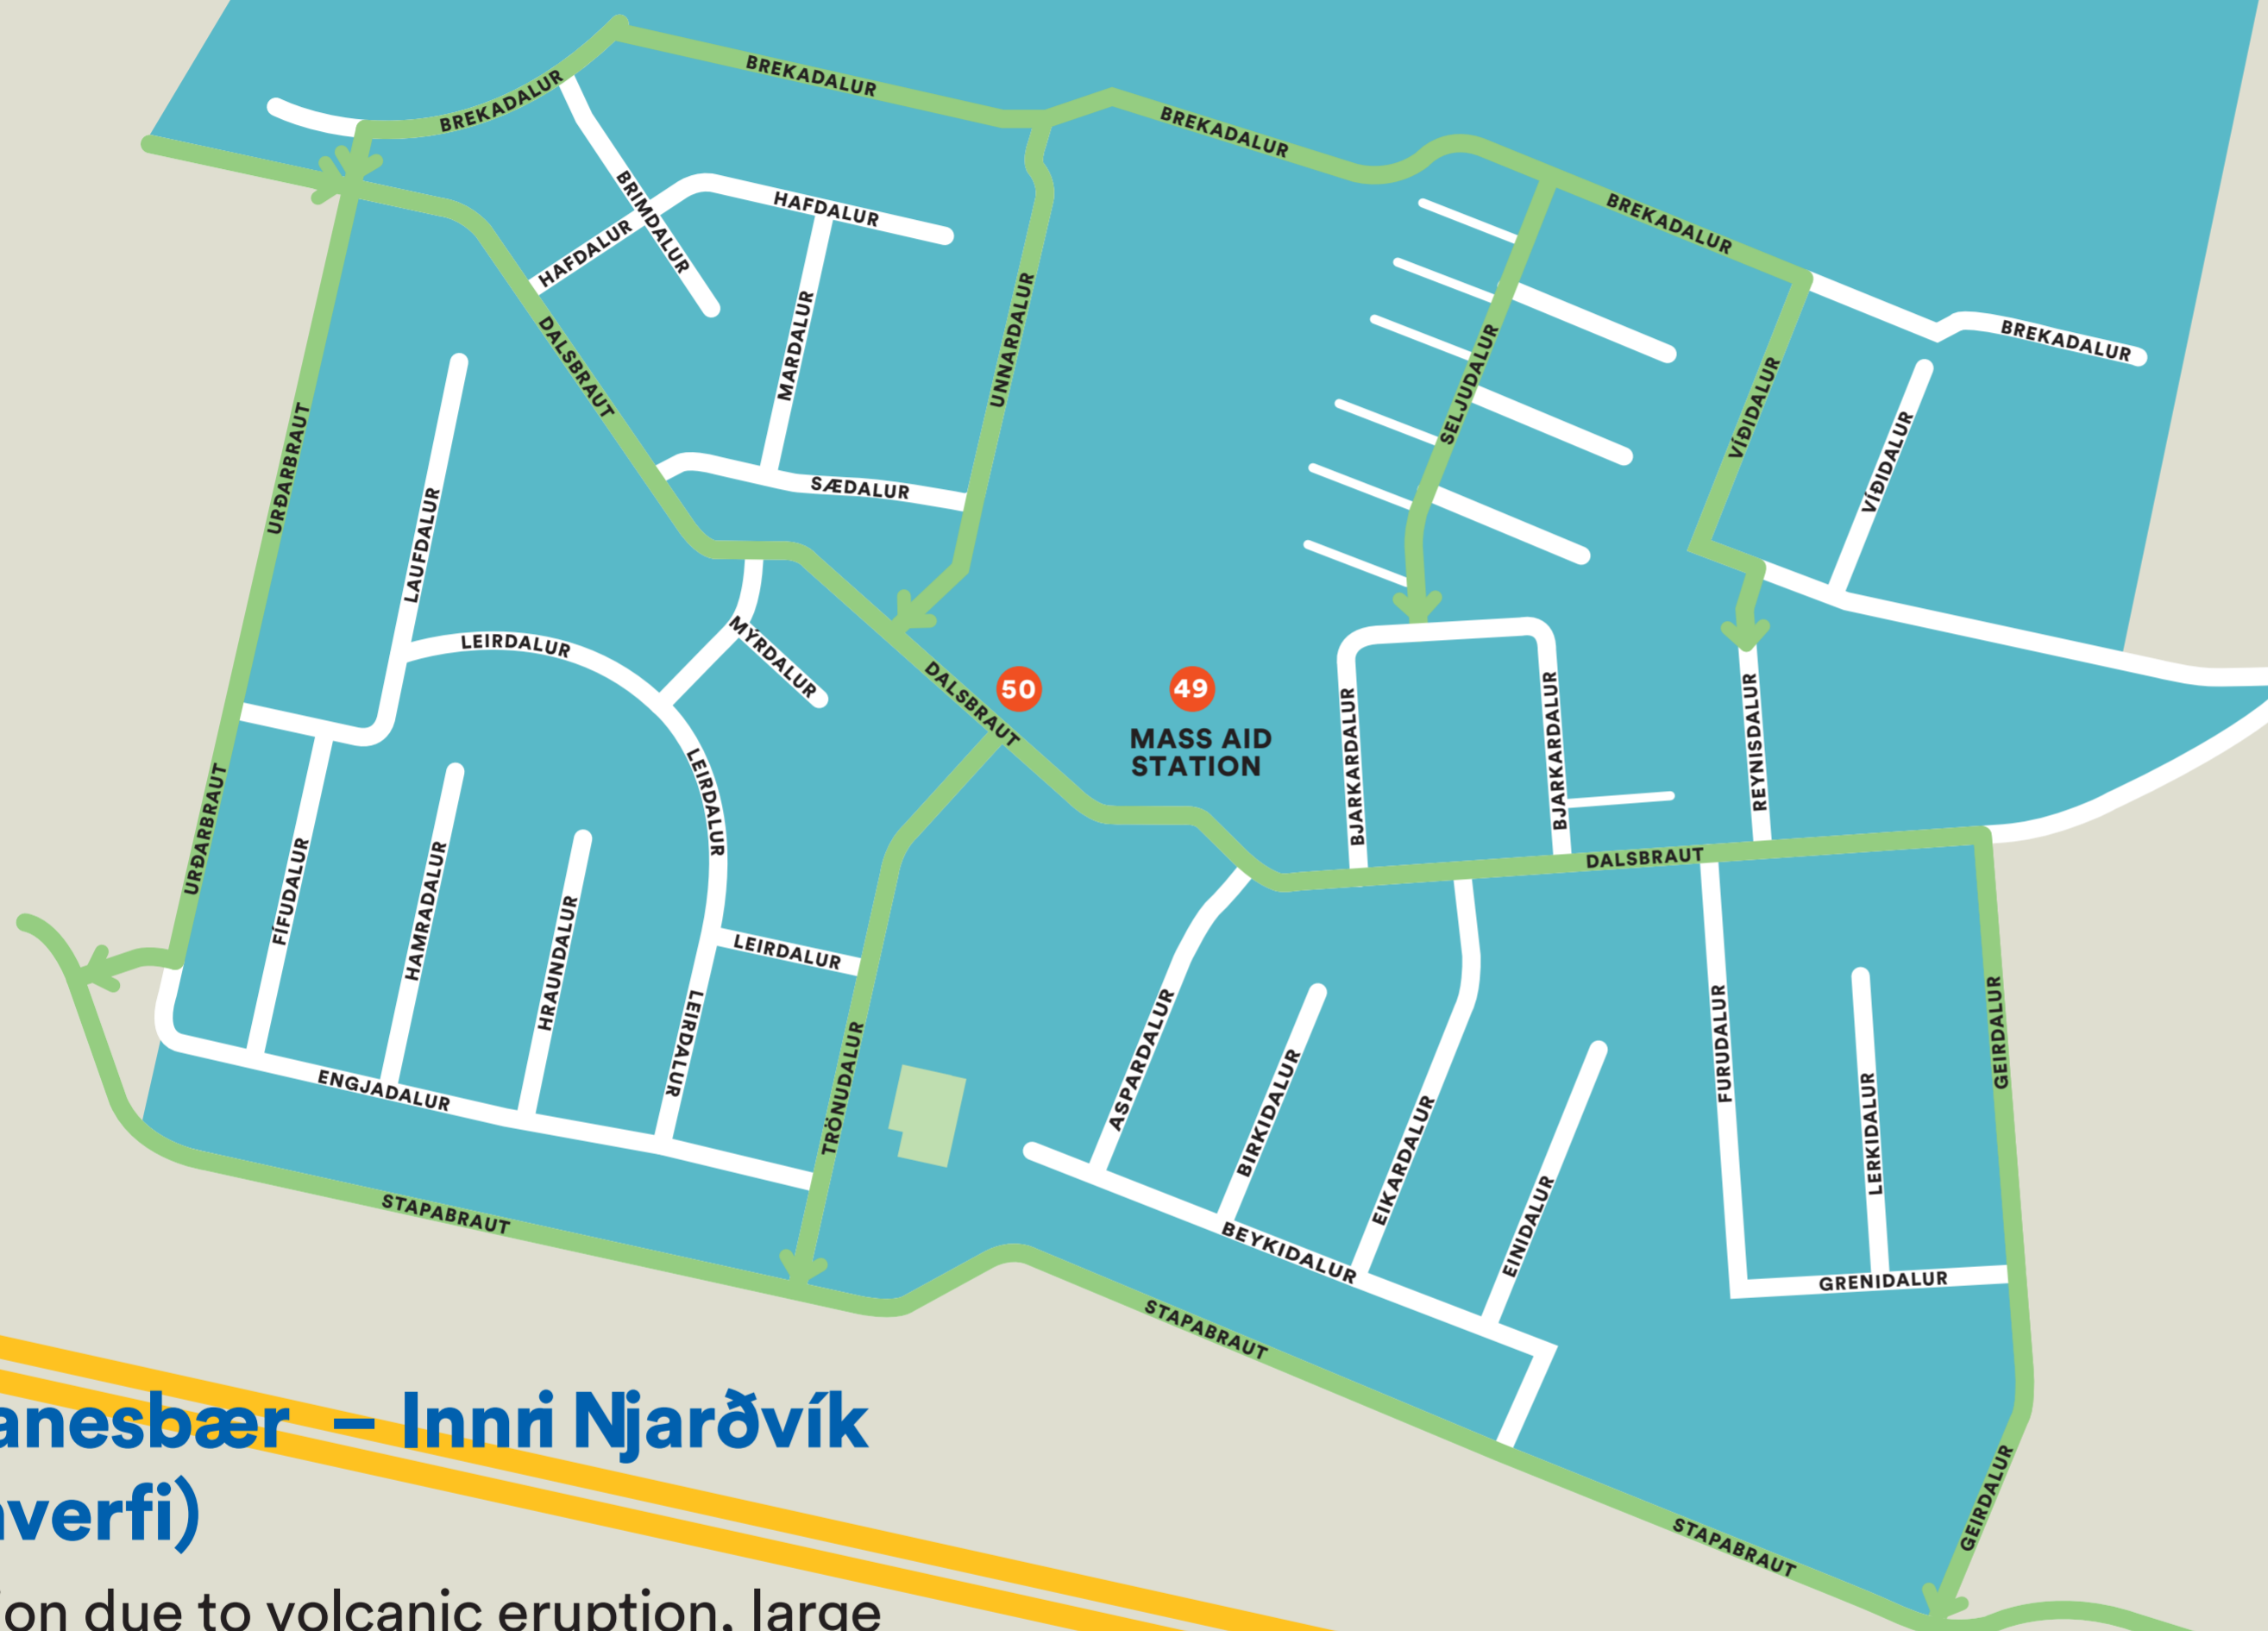 BREKADALUR
BREKADALUR
BREKADALUR
BREKADALUR
BREKADALUR
BRIMDALUR
HAFDALUR
HAFDALUR
MARDALUR
UNNARDALUR
DALSBRAUT
SÆDALUR
SELJUDALUR
VÍÐIDALUR
VÍÐIDALUR
URÐARBRAUT
LAUFDALUR
LEIRDALUR
MÝRDALUR
DALSBRAUT
50
49
MASS AID
STATION
BJARKARDALUR
BJARKARDALUR
REYNISDALUR
URÐARBRAUT
FÍFUDALUR
HAMRADALUR
HRAUNDALUR
LEIRDALUR
LEIRDALUR
LEIRDALUR
DALSBRAUT
ENGJADALUR
TRÖNUDALUR
ASPARDALUR
BIRKIDALUR
EIKARDALUR
EINIDALUR
FURUDALUR
LERKIDALUR
GEIRDALUR
BEYKIDALUR
GRENIDALUR
STAPABRAUT
STAPABRAUT
STAPABRAUT
GEIRDALUR
anesbær – Innri Njarðvík
verfi)
on due to volcanic eruption, large